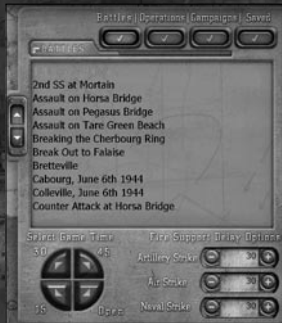 Battles | Operations | Campaigns | Saved
BATTLES
2nd SS at Mortain
Assault on Horsa Bridge
Assault on Pegasus Bridge
Assault on Tare Green Beach
Breaking the Cherbourg Ring
Break Out to Falaise
Bretteville
Cabourg, June 6th 1944
Colleville, June 6th 1944
Counter Attack at Horsa Bridge
Select Game Time
Fire Support Delay Options
30 45
15 Open
Artillery Strike 30
Air Strike 30
Naval Strike 30